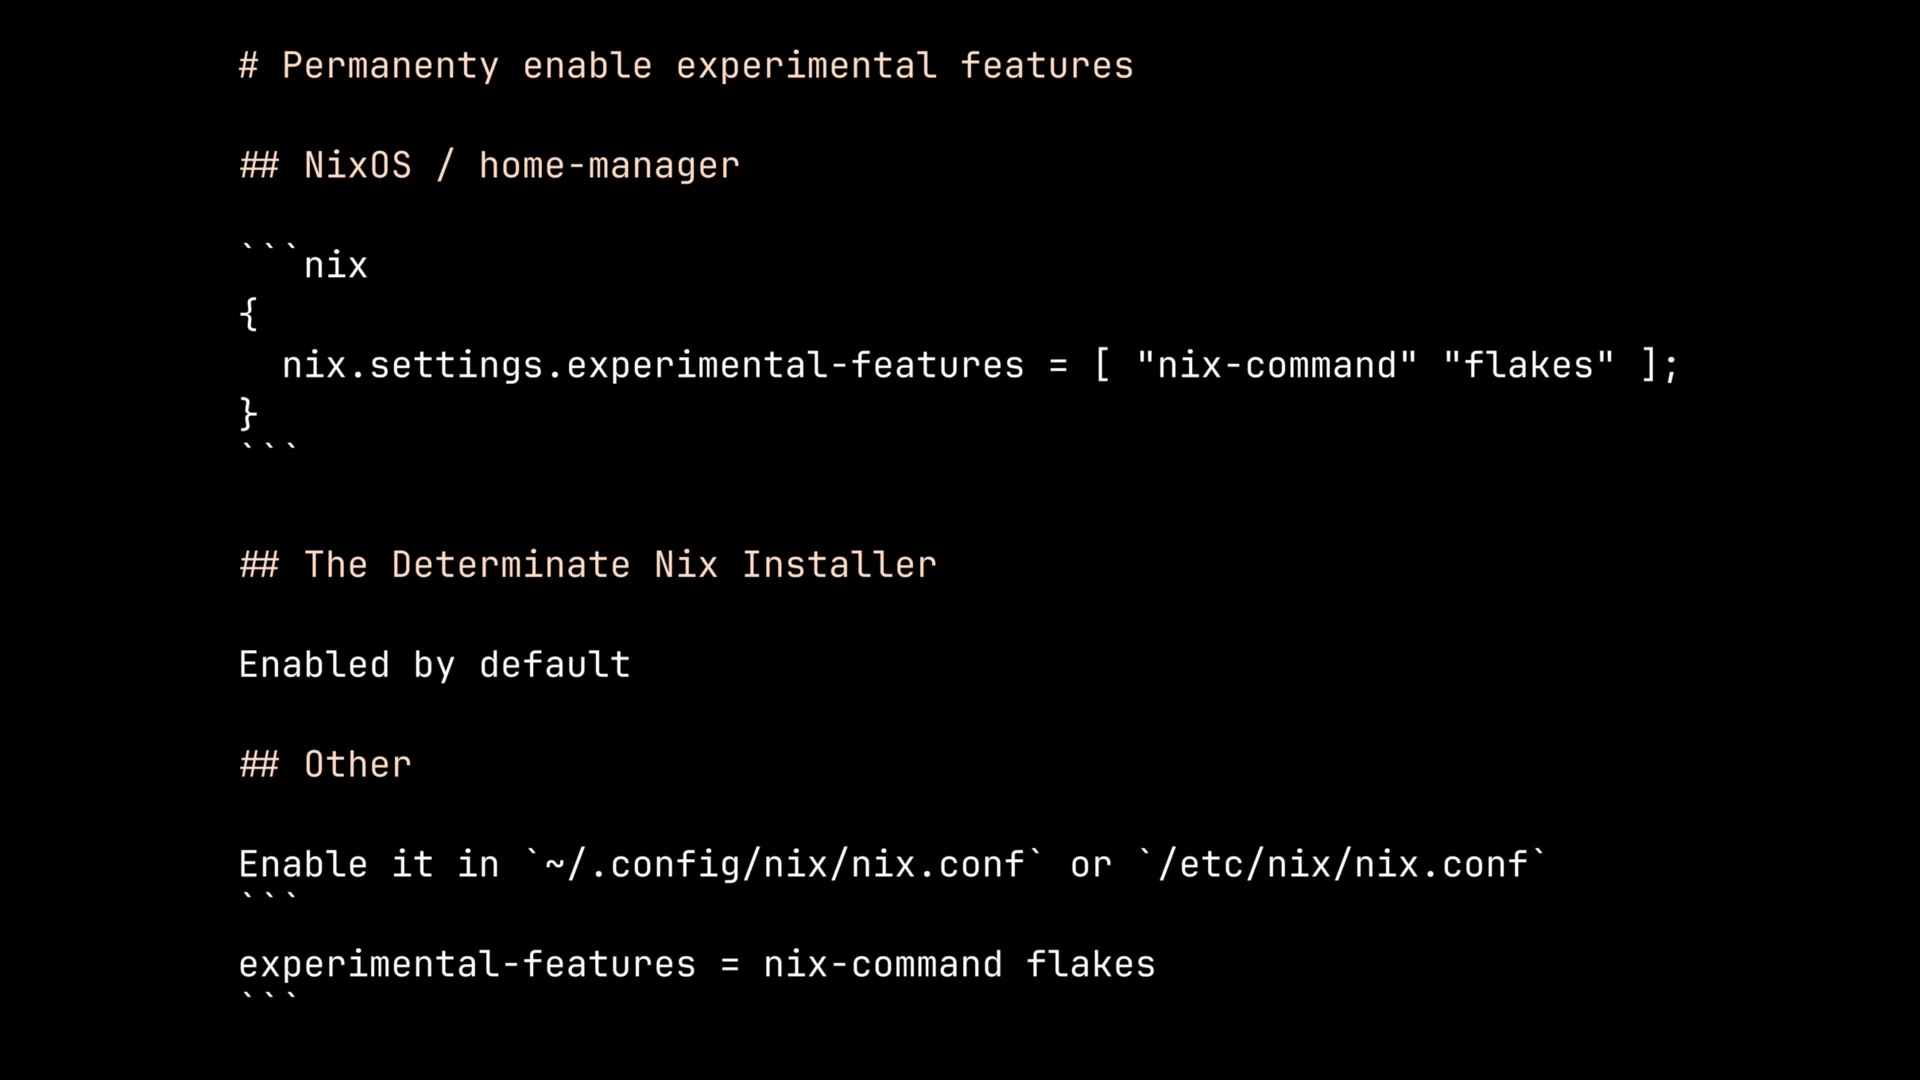 # Permanenty enable experimental features
## NixOS / home-manager
```nix
{
  nix.settings.experimental-features = [ "nix-command" "flakes" ];
}
```
## The Determinate Nix Installer
Enabled by default
## Other
Enable it in `~/.config/nix/nix.conf` or `/etc/nix/nix.conf`
```
experimental-features = nix-command flakes
```